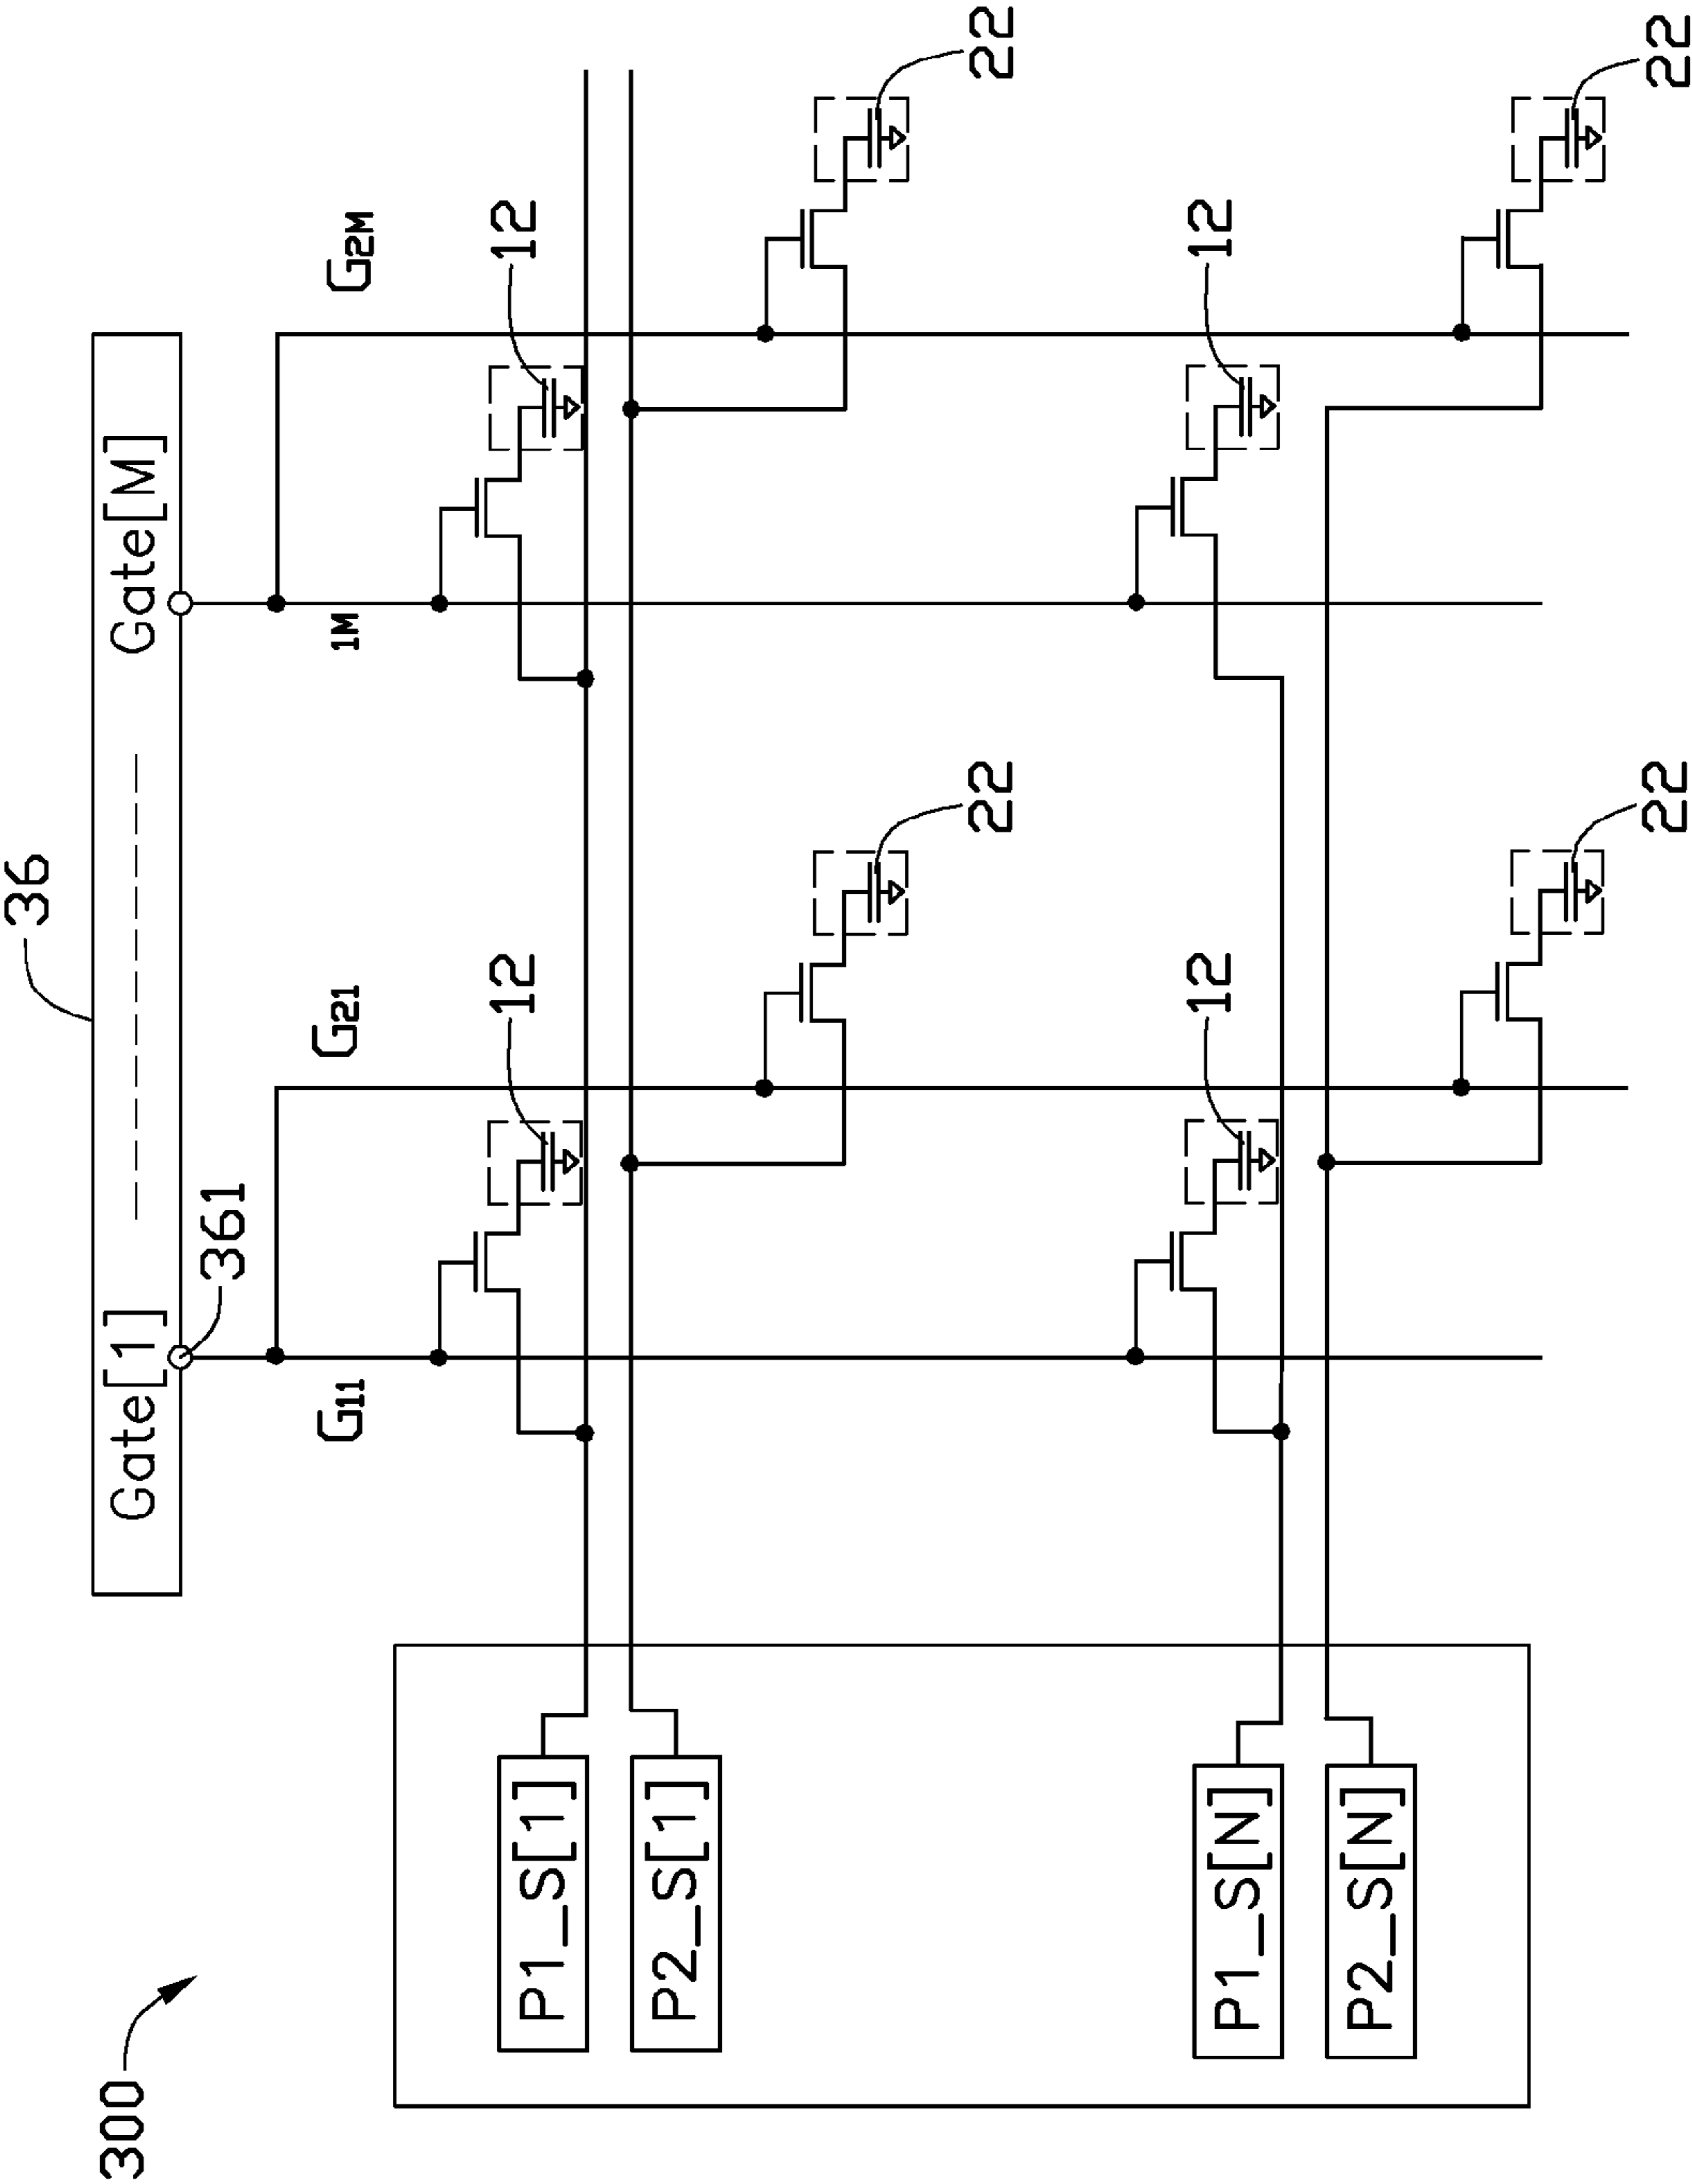 36
300
Gate[1] Gate[M]
361
G11 G21 1M G2M
12 12
P1_S[1]
P2_S[1]
22 22
12 12
P1_S[N]
P2_S[N]
22 22